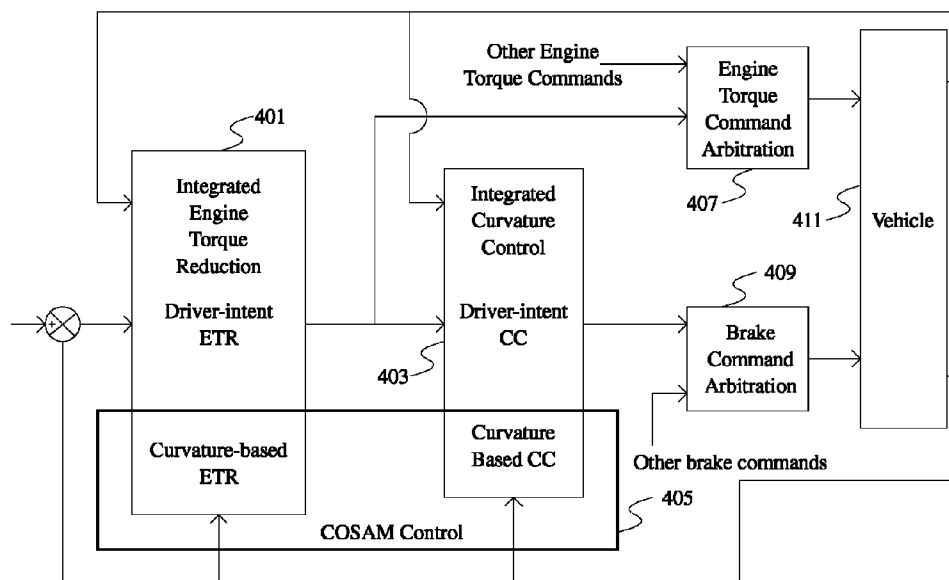 Other Engine
Torque Commands
Engine
Torque
Command
Arbitration
401
407
411
Vehicle
Integrated
Engine
Torque
Reduction
Integrated
Curvature
Control
409
+
Driver-intent
ETR
Driver-intent
CC
403
Brake
Command
Arbitration
Curvature-based
ETR
Curvature
Based CC
Other brake commands
405
COSAM Control